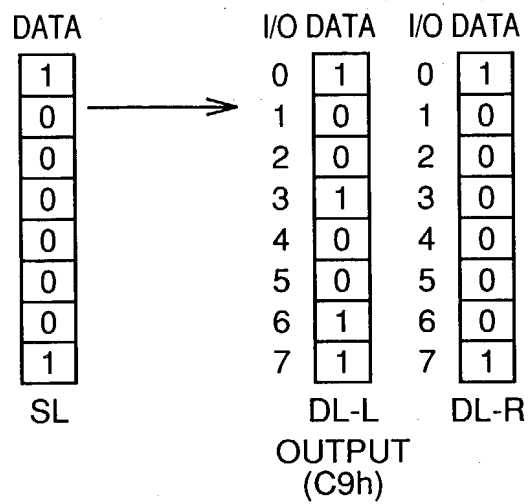 DATA I/O DATA I/O DATA
1 0 1 0 1
0 1 0 1 0
0 2 0 2 0
0 3 1 3 0
0 4 0 4 0
0 5 0 5 0
0 6 1 6 0
1 7 1 7 1
SL DL-L DL-R
OUTPUT
(C9h)